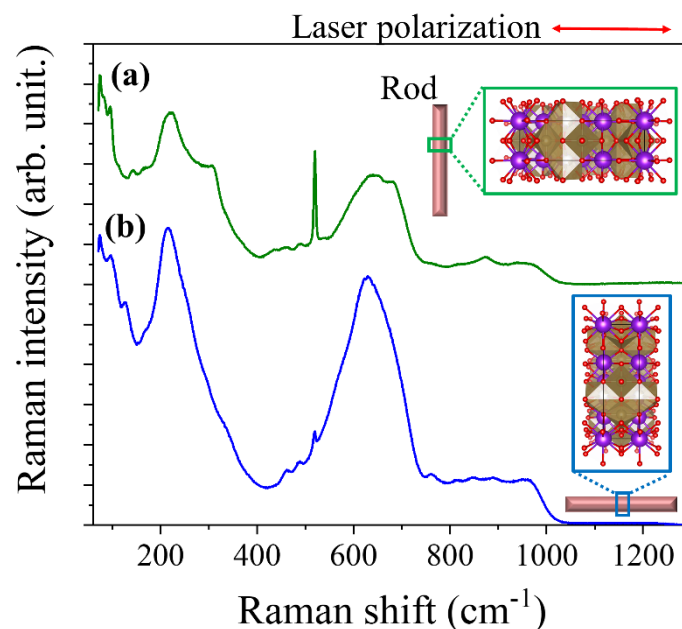 Laser polarization
(a)
Rod
(b)
Raman intensity (arb. unit.)
200 400 600 800 1000 1200
Raman shift (cm-1)